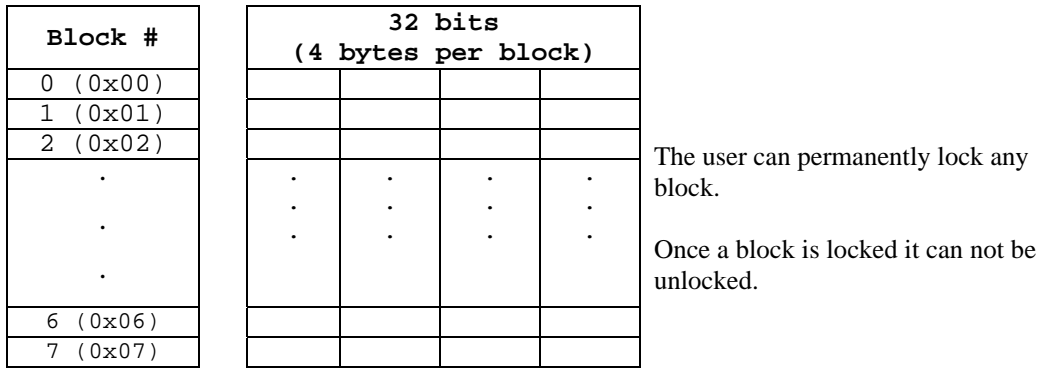 Block #
32 bits
(4 bytes per block)
0 (0x00)
1 (0x01)
2 (0x02)
. . . . .
. . . . .
. . . . .
6 (0x06)
7 (0x07)
The user can permanently lock any
block.
Once a block is locked it can not be
unlocked.